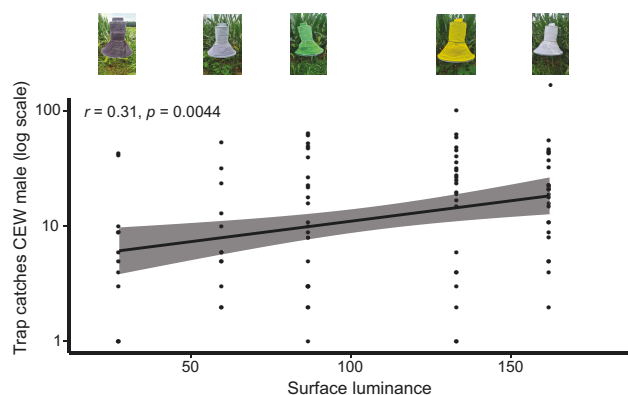 r = 0.31, p = 0.0044
Trap catches CEW male (log scale)
100
10
1
50
100
150
Surface luminance